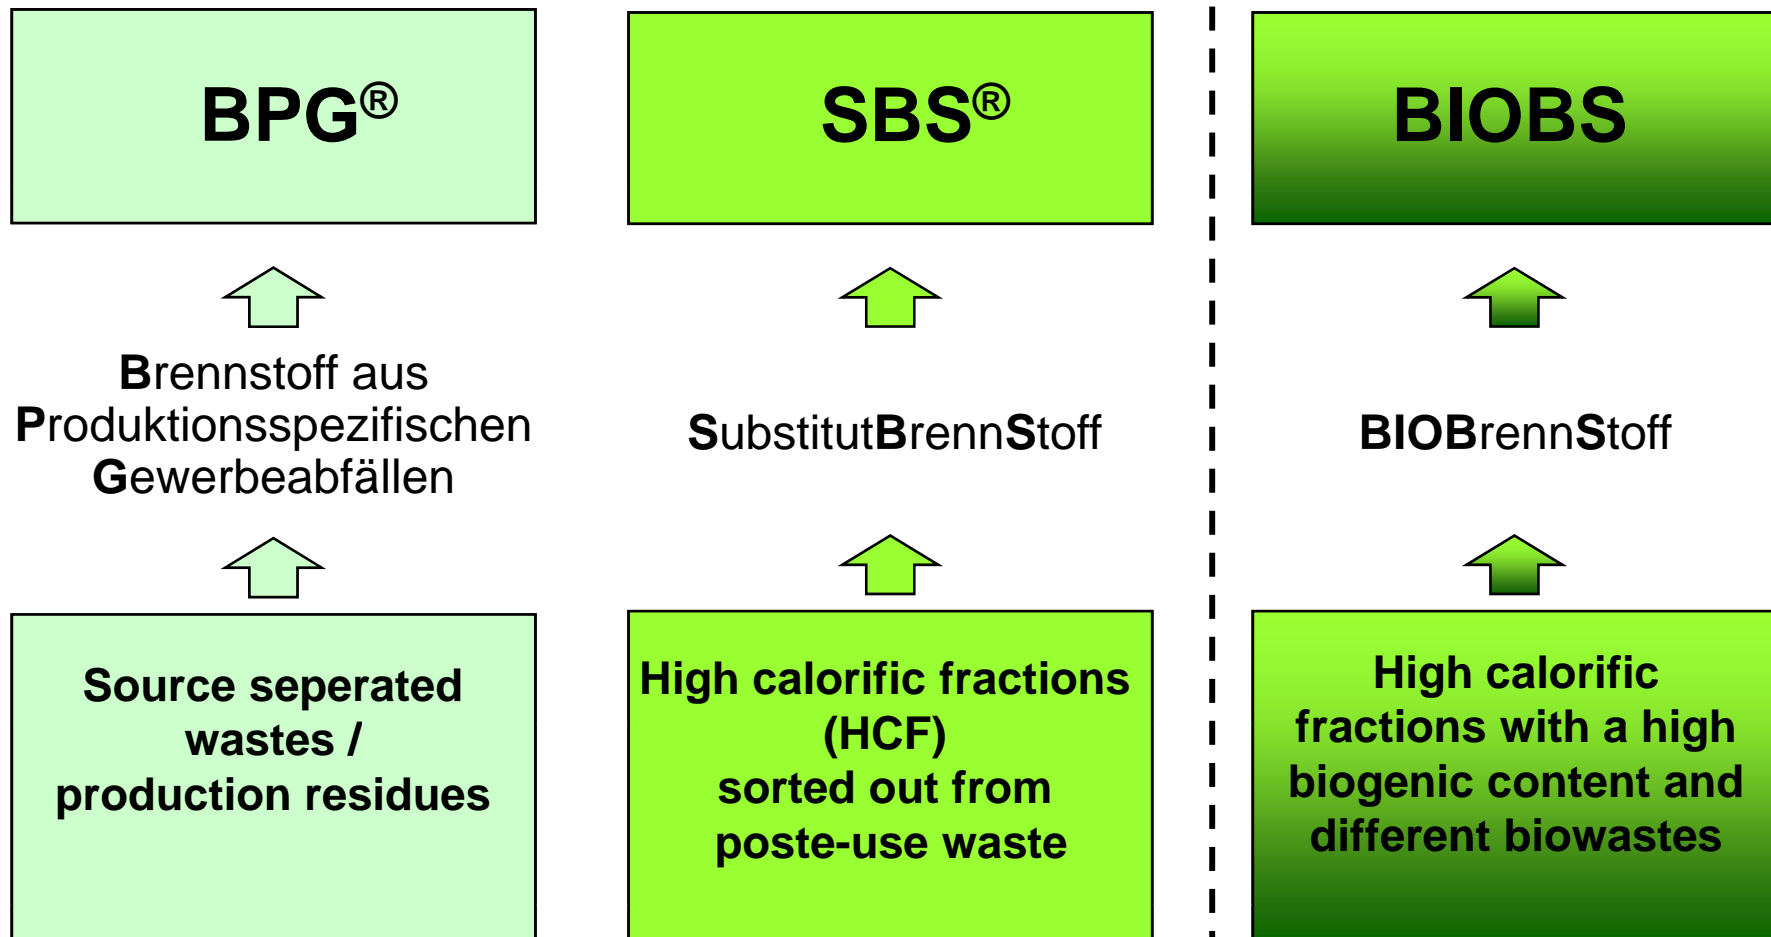 BPG®
SBS®
BIOBS
Brennstoff aus
Produktionsspezifischen
Gewerbeabfällen
SubstitutBrennStoff
BIOBrennStoff
Source seperated
wastes /
production residues
High calorific fractions
(HCF)
sorted out from
poste-use waste
High calorific
fractions with a high
biogenic content and
different biowastes